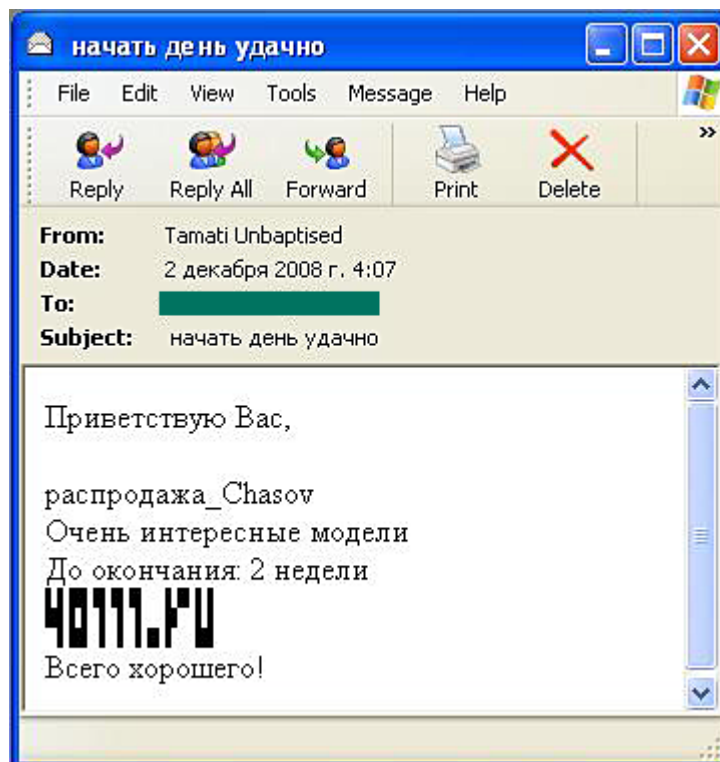 начать день удачно
File Edit View Tools Message Help
Reply Reply All Forward Print Delete »
From: Tamati Unbaptised
Date: 2 декабря 2008 г. 4:07
To:
Subject: начать день удачно
Приветствую Вас,
распродажа_Chasov
Очень интересные модели
До окончания: 2 недели
40111.ru
Всего хорошего!